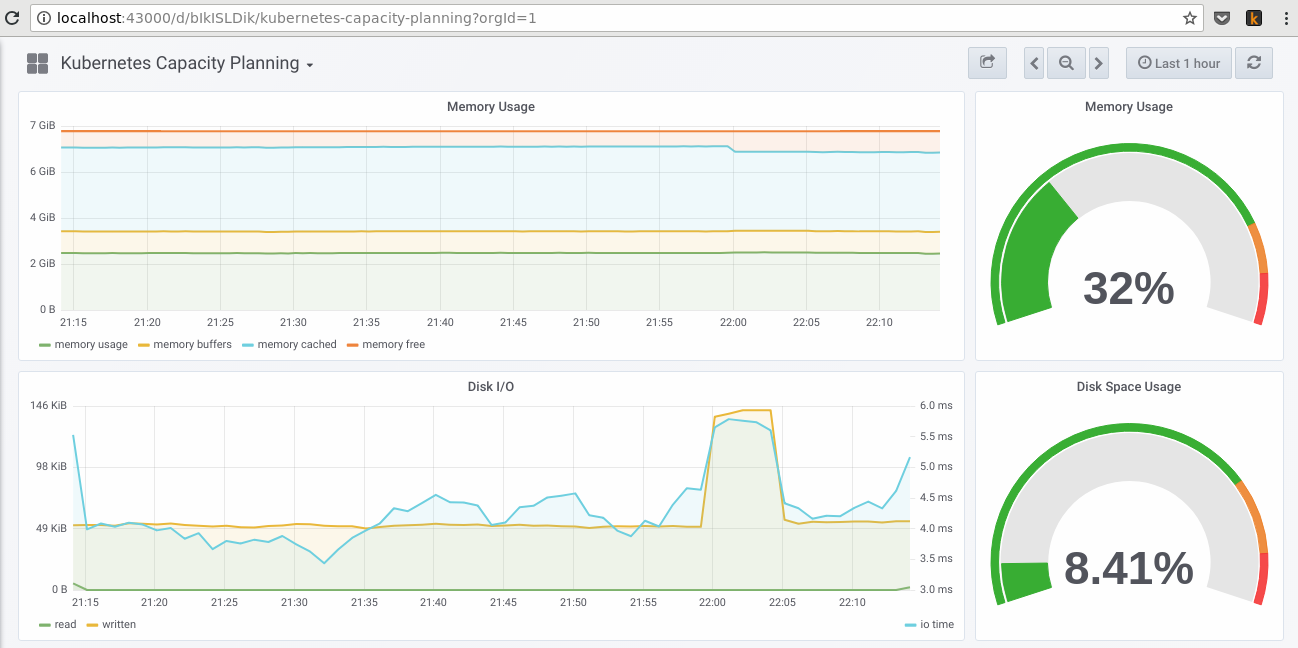 localhost:43000/d/bIkISLDik/kubernetes-capacity-planning?orgId=1
k
Kubernetes Capacity Planning
Last 1 hour
Memory Usage
7 GiB
6 GiB
4 GiB
2 GiB
0 B
21:15 21:20 21:25 21:30 21:35 21:40 21:45 21:50 21:55 22:00 22:05 22:10
memory usage memory buffers memory cached memory free
Memory Usage
32%
Disk I/O
146 KiB 6.0 ms
5.5 ms
98 KiB 5.0 ms
4.5 ms
49 KiB 4.0 ms
3.5 ms
0 B 3.0 ms
21:15 21:20 21:25 21:30 21:35 21:40 21:45 21:50 21:55 22:00 22:05 22:10
read written io time
Disk Space Usage
8.41%